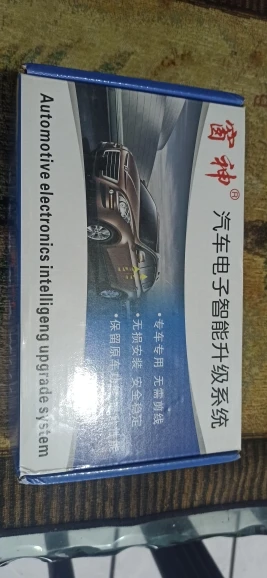 窗神®
汽车电子智能升级系统
•专车专用 无需剪线
•无损安装 安全稳定
•保留原车
Automotive electronics intelligeng upgrade system